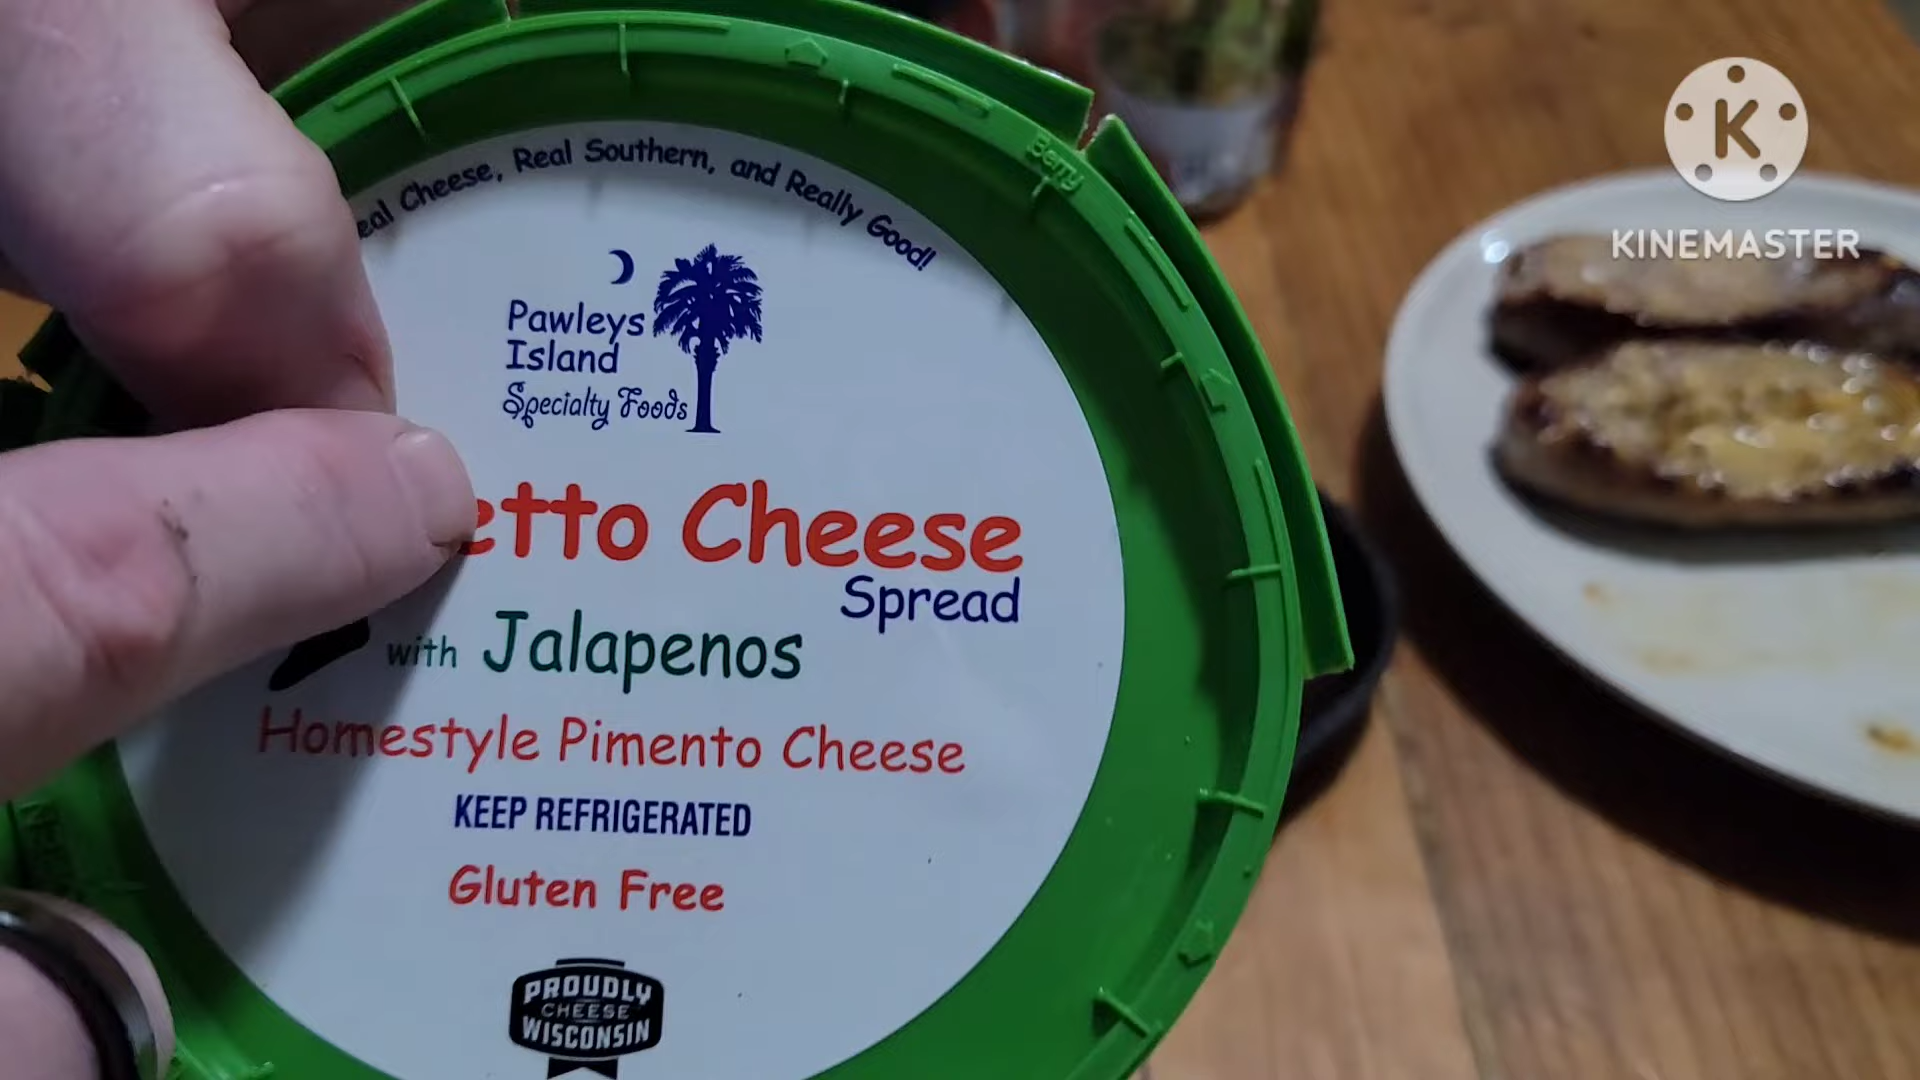 eal Cheese, Real Southern, and Really Good!
Pawleys
Island
Specialty Foods
etto Cheese
Spread
with Jalapenos
Homestyle Pimento Cheese
KEEP REFRIGERATED
Gluten Free
PROUDLY
CHEESE
WISCONSIN
Berry
K
KINEMASTER